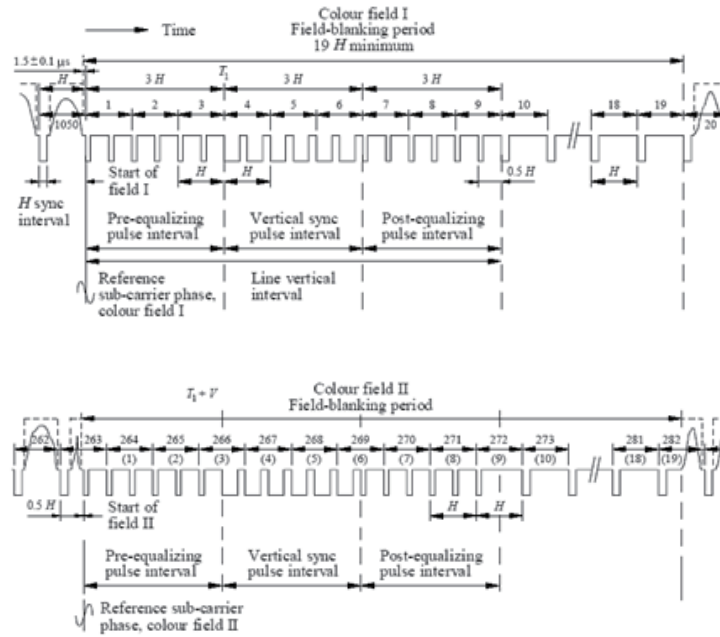 Colour field I
Field-blanking period
19 H minimum
Time
1.5±0.1 µs
T1
H 3 H 3 H 3 H
1 2 3 4 5 6 7 8 9 10 18 19
1050 20
Start of
field I
H H 0.5 H H
H sync
interval
Pre-equalizing
pulse interval
Vertical sync
pulse interval
Post-equalizing
pulse interval
Reference
sub-carrier phase,
colour field I
Line vertical
interval
T1 + V
Colour field II
Field-blanking period
262 263 264 265 266 267 268 269 270 271 272 273 281 282
(1) (2) (3) (4) (5) (6) (7) (8) (9) (10) (18) (19)
0.5 H
Start of
field II
H H
Pre-equalizing
pulse interval
Vertical sync
pulse interval
Post-equalizing
pulse interval
Reference sub-carrier
phase, colour field II